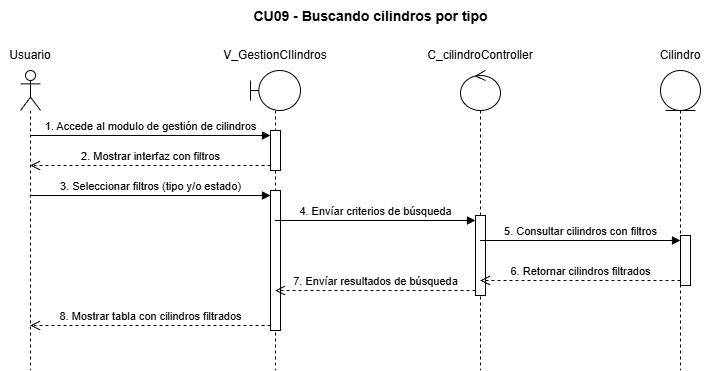 CU09 - Buscando cilindros por tipo
Usuario
V_GestionCIlindros
C_cilindroController
Cilindro
1. Accede al modulo de gestión de cilindros
2. Mostrar interfaz con filtros
3. Seleccionar filtros (tipo y/o estado)
4. Envíar criterios de búsqueda
5. Consultar cilindros con filtros
6. Retornar cilindros filtrados
7. Envíar resultados de búsqueda
8. Mostrar tabla con cilindros filtrados